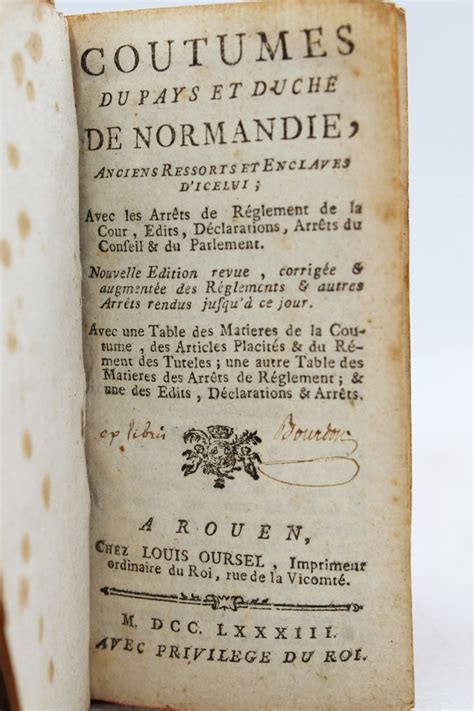 COUTUMES
DU PAYS ET DUCHÉ
DE NORMANDIE,
ANCIENS RESSORTS ET ENCLAVES
D'ICELUI;
Avec les Arrêts de Réglement de la
Cour, Edits, Déclarations, Arrêts du
Conseil & du Parlement.
Nouvelle Edition revue, corrigée &
augmentée des Réglements & autres
Arrêts rendus jusqu'à ce jour.
Avec une Table des Matieres de la Cou-
tume, des Articles Placités & du Ré-
ment des Tuteles; une autre Table des
Matieres des Arrêts de Réglement; &
une des Edits, Déclarations & Arrêts.
ex libris Bourdon
A ROUEN,
CHEZ LOUIS OURSEL, Imprimeur
ordinaire du Roi, rue de la Vicomté.
M. DCC. LXXXIII.
AVEC PRIVILEGE DU ROI.